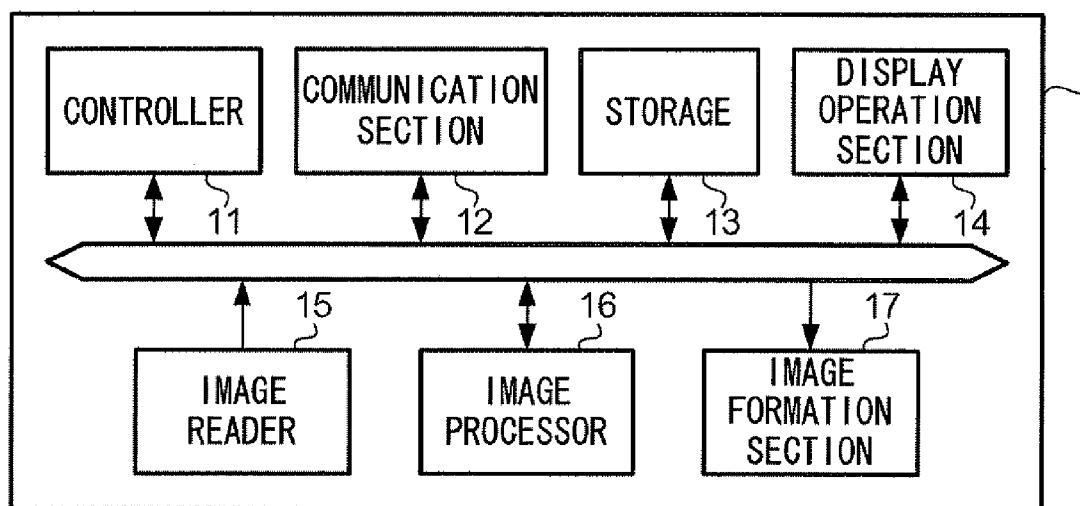 CONTROLLER
COMMUNICATION
SECTION
STORAGE
DISPLAY
OPERATION
SECTION
11
12
13
14
15
16
17
IMAGE
READER
IMAGE
PROCESSOR
IMAGE
FORMATION
SECTION